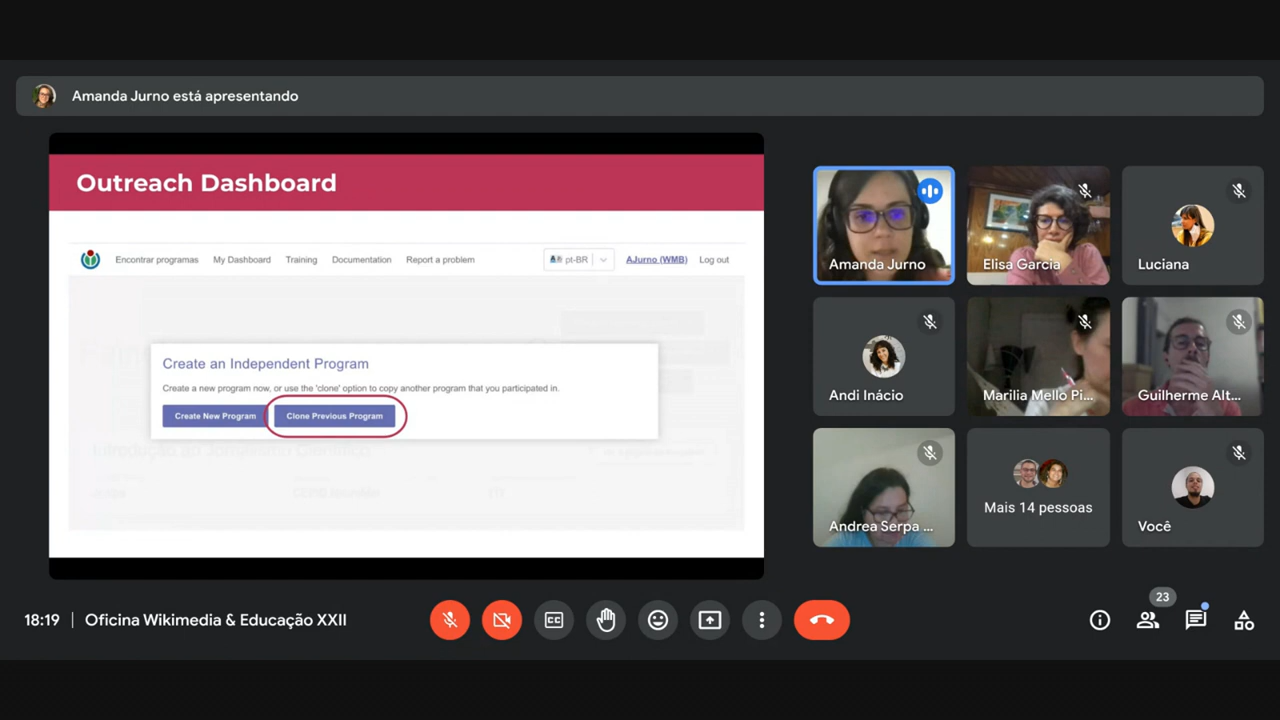 Amanda Jurno está apresentando
Outreach Dashboard
Encontrar programas My Dashboard Training Documentation Report a problem pt-BR AJurno (WMB) Log out
Create an Independent Program
Create a new program now, or use the 'clone' option to copy another program that you participated in.
Create New Program Clone Previous Program
Amanda Jurno
Elisa Garcia
Luciana
Andi Inácio
Marilia Mello Pi...
Guilherme Alt...
Andrea Serpa ...
Mais 14 pessoas
Você
18:19 | Oficina Wikimedia & Educação XXII
CC
23